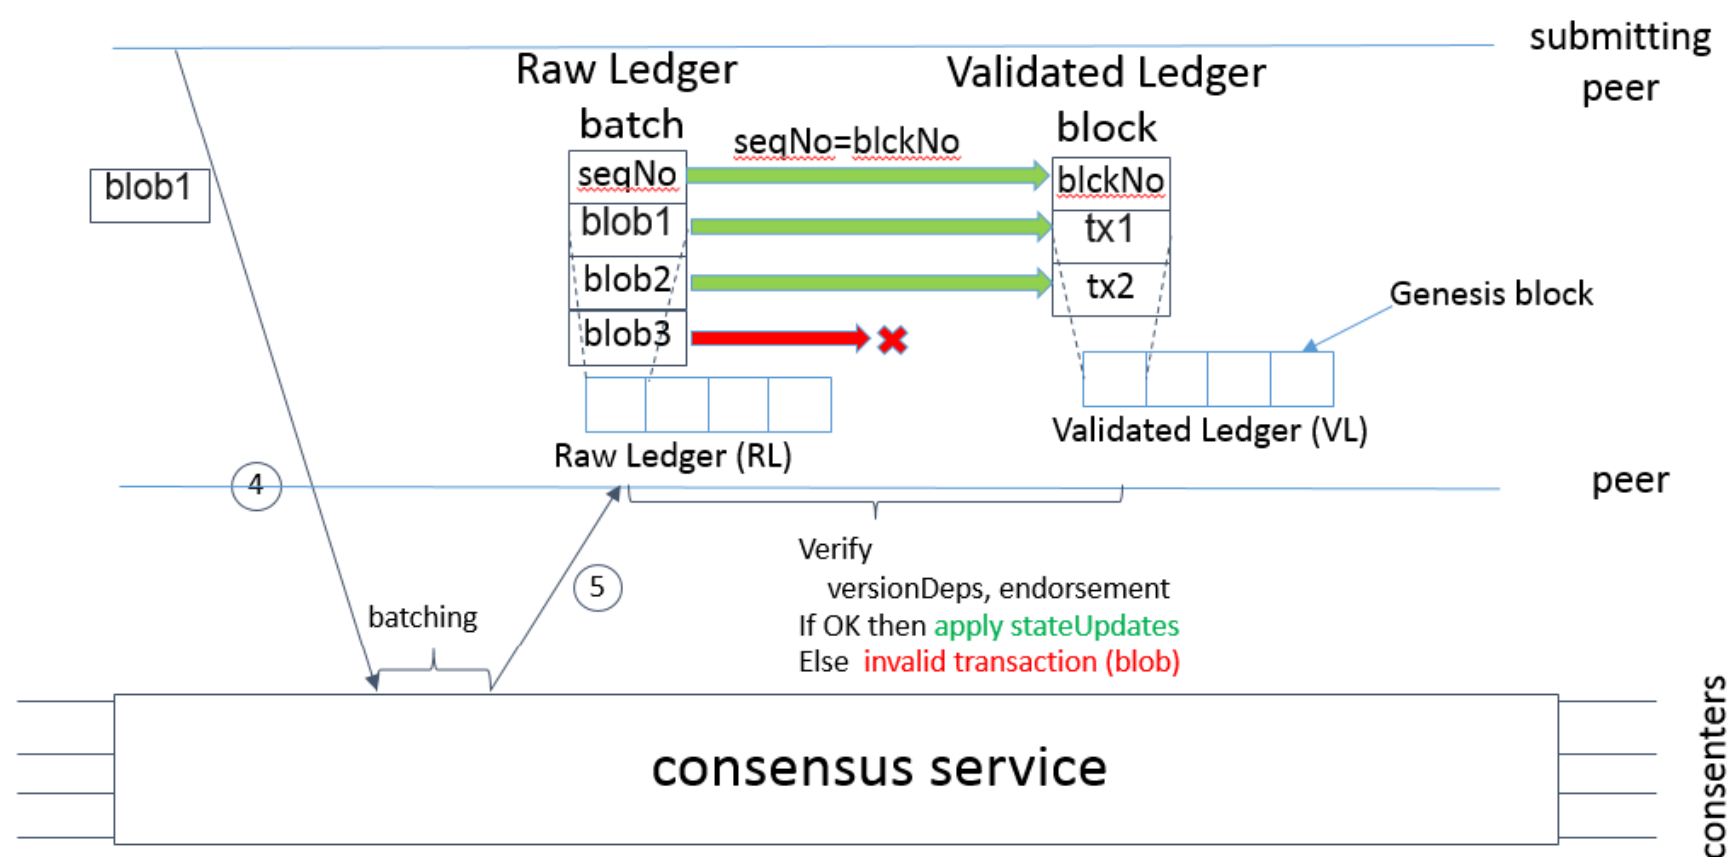 submitting
peer
Raw Ledger
Validated Ledger
batch
block
seqNo=blckNo
seqNo
blckNo
blob1
blob1
tx1
blob2
tx2
blob3
Genesis block
Raw Ledger (RL)
Validated Ledger (VL)
4
peer
Verify
versionDeps, endorsement
If OK then apply stateUpdates
Else invalid transaction (blob)
5
batching
consensus service
consenters